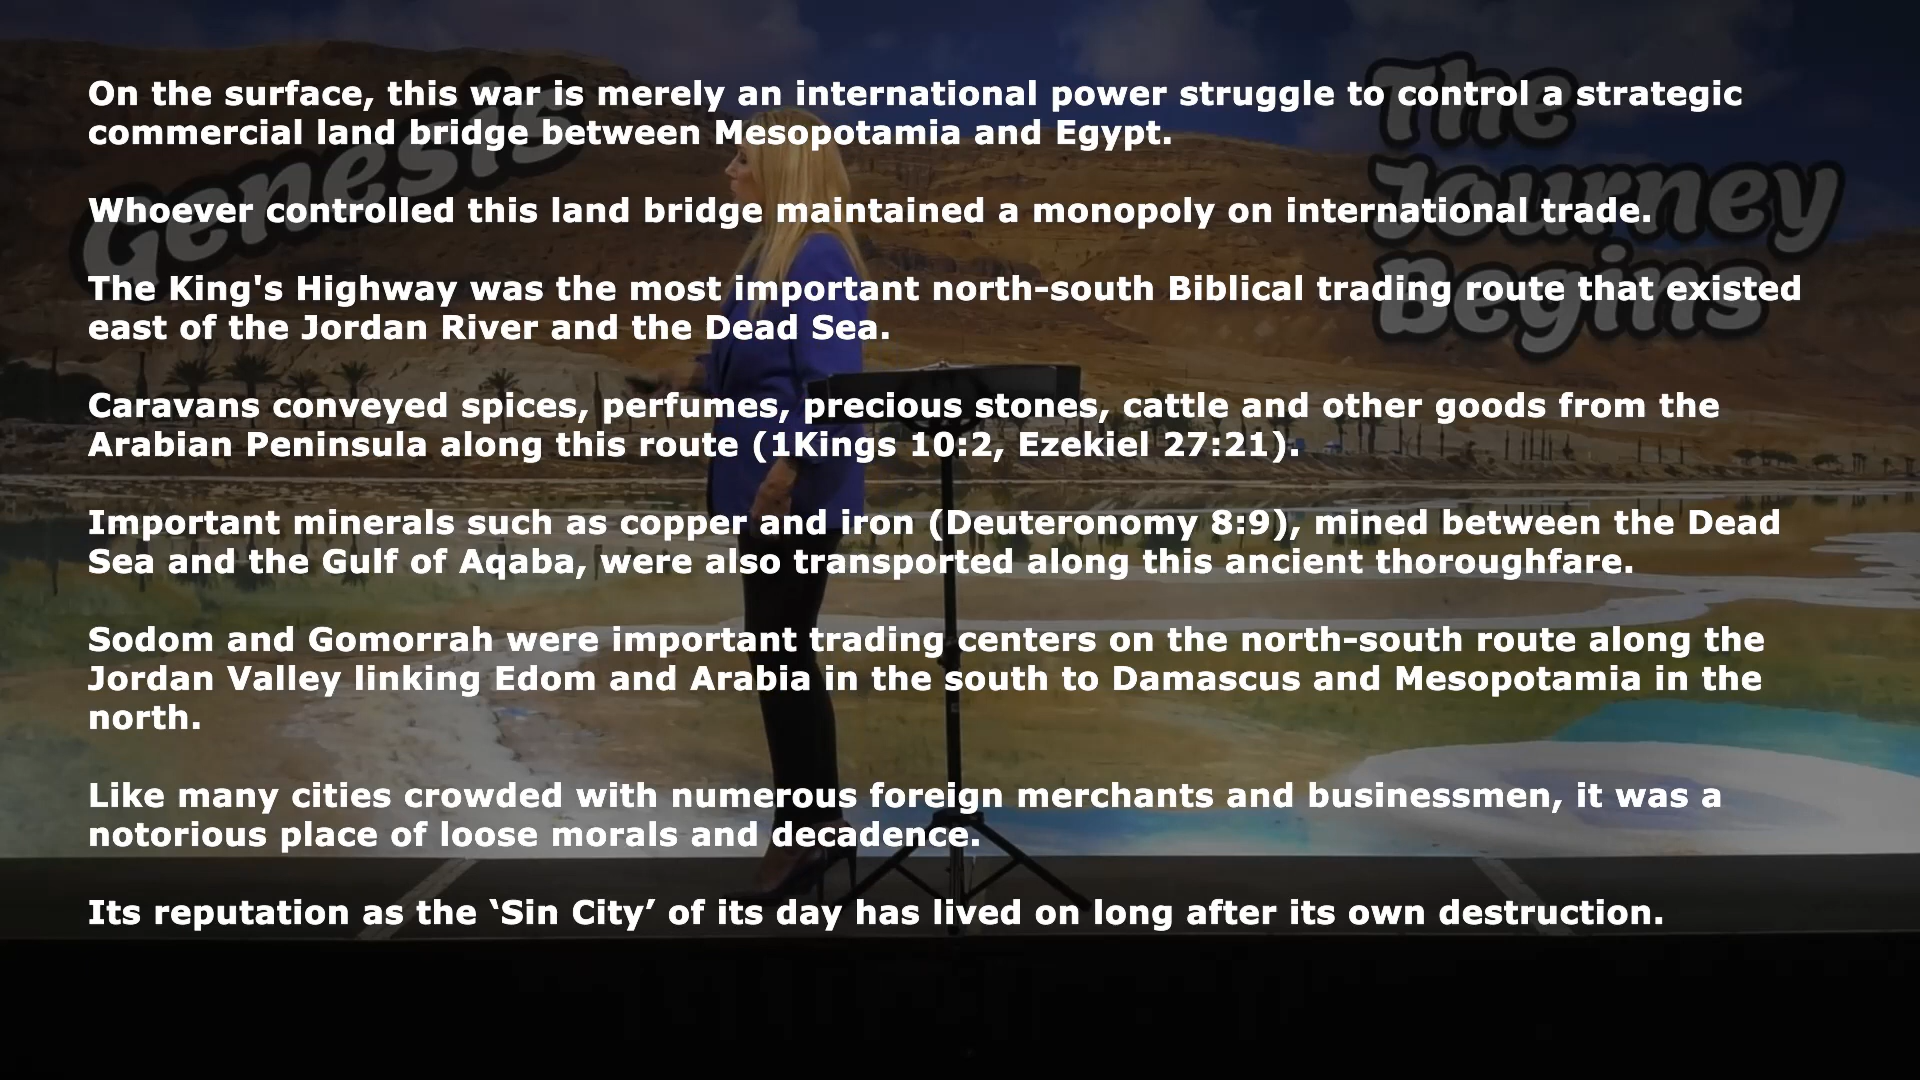 On the surface, this war is merely an international power struggle to control a strategic
commercial land bridge between Mesopotamia and Egypt.
Whoever controlled this land bridge maintained a monopoly on international trade.
The King's Highway was the most important north-south Biblical trading route that existed
east of the Jordan River and the Dead Sea.
Caravans conveyed spices, perfumes, precious stones, cattle and other goods from the
Arabian Peninsula along this route (1Kings 10:2, Ezekiel 27:21).
Important minerals such as copper and iron (Deuteronomy 8:9), mined between the Dead
Sea and the Gulf of Aqaba, were also transported along this ancient thoroughfare.
Sodom and Gomorrah were important trading centers on the north-south route along the
Jordan Valley linking Edom and Arabia in the south to Damascus and Mesopotamia in the
north.
Like many cities crowded with numerous foreign merchants and businessmen, it was a
notorious place of loose morals and decadence.
Its reputation as the ‘Sin City’ of its day has lived on long after its own destruction.
Genesis
The
Journey
Begins